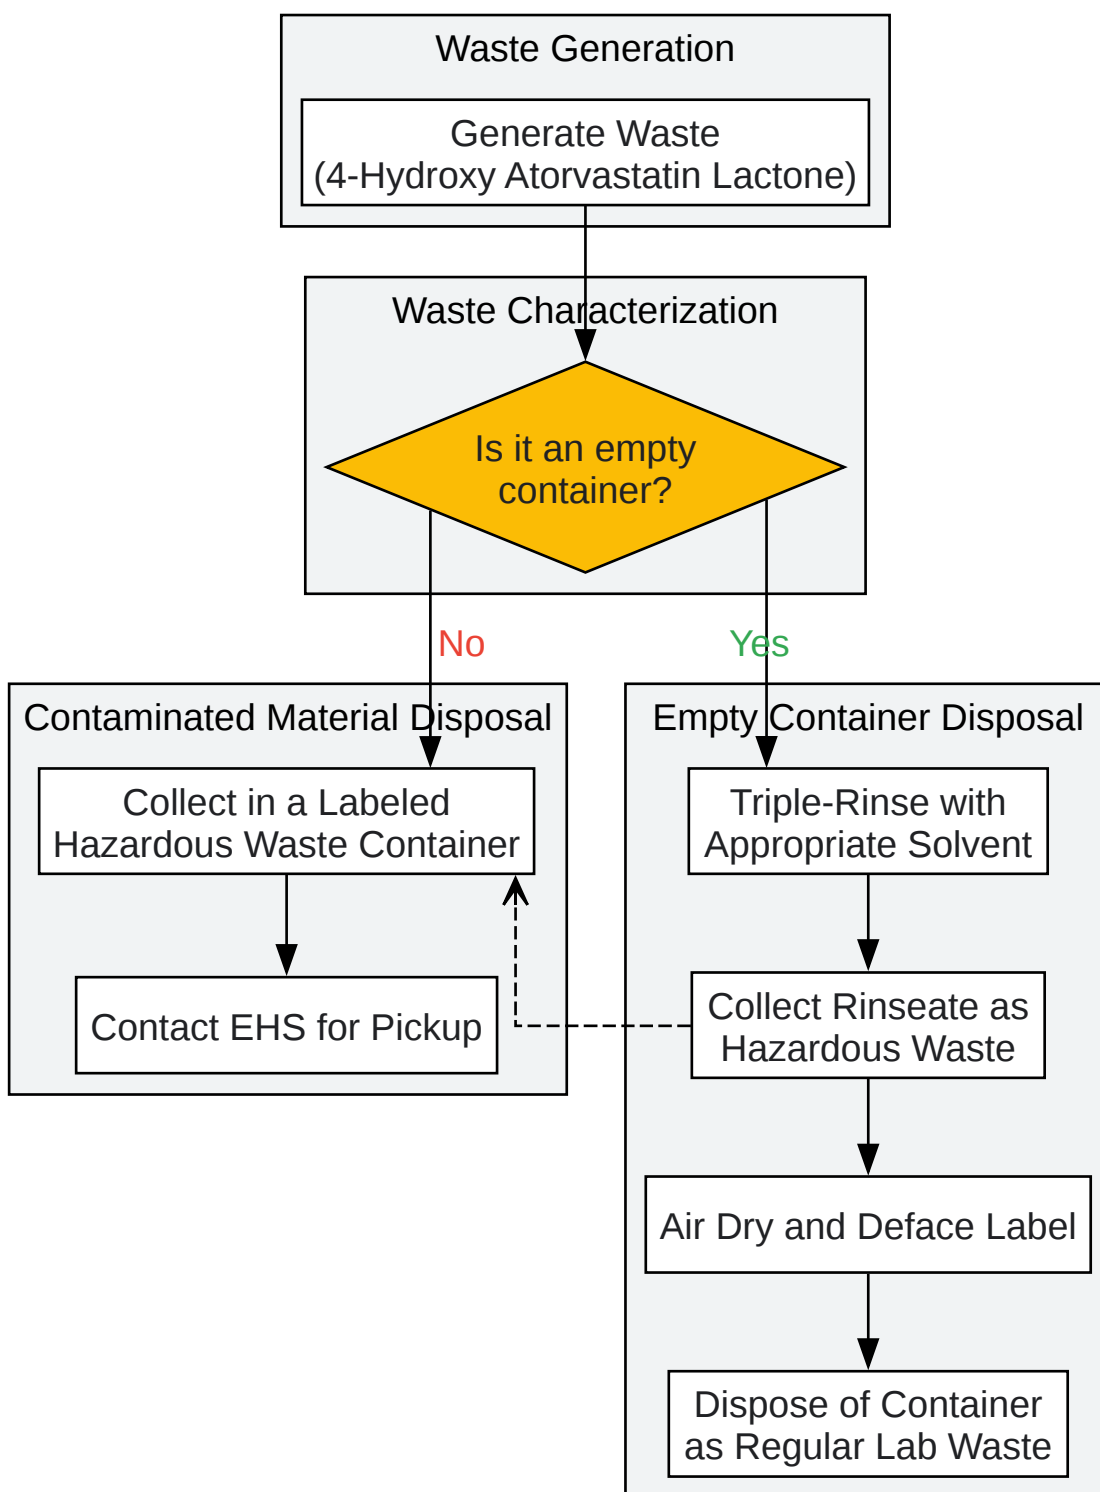 Waste Generation
Generate Waste
(4-Hydroxy Atorvastatin Lactone)
Waste Characterization
Is it an empty
container?
No
Yes
Contaminated Material Disposal
Collect in a Labeled
Hazardous Waste Container
Contact EHS for Pickup
Empty Container Disposal
Triple-Rinse with
Appropriate Solvent
Collect Rinseate as
Hazardous Waste
Air Dry and Deface Label
Dispose of Container
as Regular Lab Waste